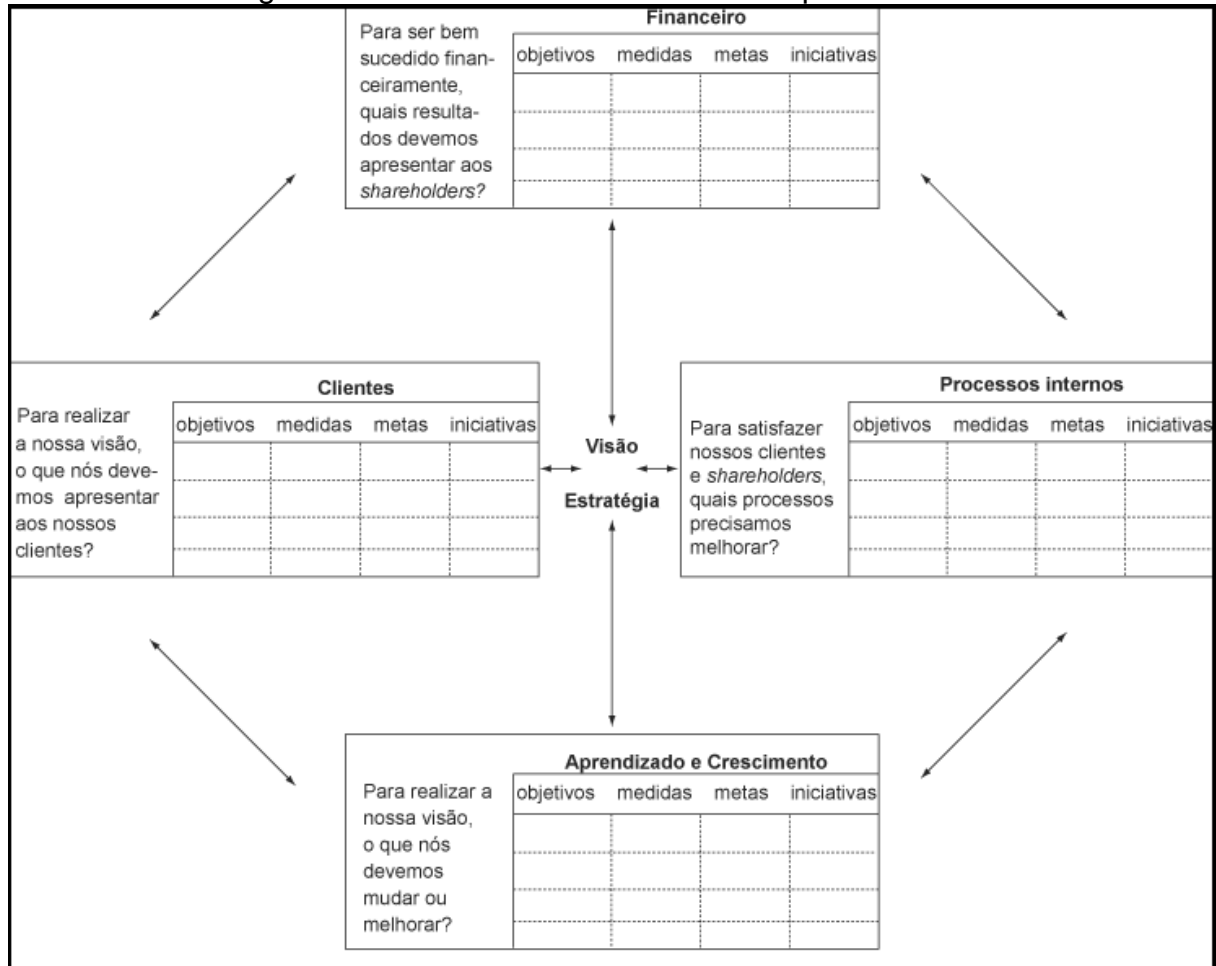 Financeiro
Para ser bem
sucedido finan-
ceiramente,
quais resulta-
dos devemos
apresentar aos
shareholders?
objetivos medidas metas iniciativas
Clientes
Para realizar
a nossa visão,
o que nós deve-
mos apresentar
aos nossos
clientes?
objetivos medidas metas iniciativas
Visão
Estratégia
Processos internos
Para satisfazer
nossos clientes
e shareholders,
quais processos
precisamos
melhorar?
objetivos medidas metas iniciativas
Aprendizado e Crescimento
Para realizar a
nossa visão,
o que nós
devemos
mudar ou
melhorar?
objetivos medidas metas iniciativas